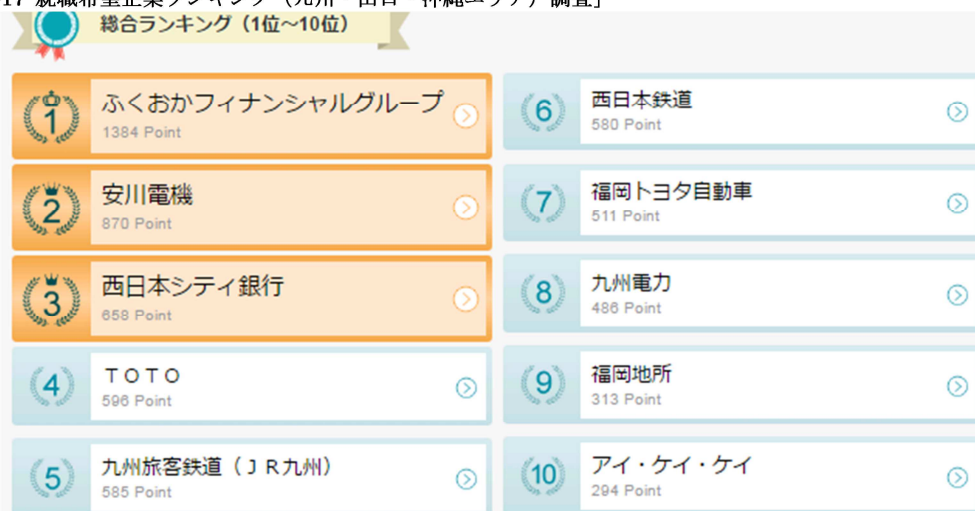 総合ランキング（1位～10位）
1
ふくおかフィナンシャルグループ
1384 Point
2
安川電機
870 Point
3
西日本シティ銀行
658 Point
4
ＴＯＴＯ
596 Point
5
九州旅客鉄道（ＪＲ九州）
585 Point
6
西日本鉄道
580 Point
7
福岡トヨタ自動車
511 Point
8
九州電力
486 Point
9
福岡地所
313 Point
10
アイ・ケイ・ケイ
294 Point